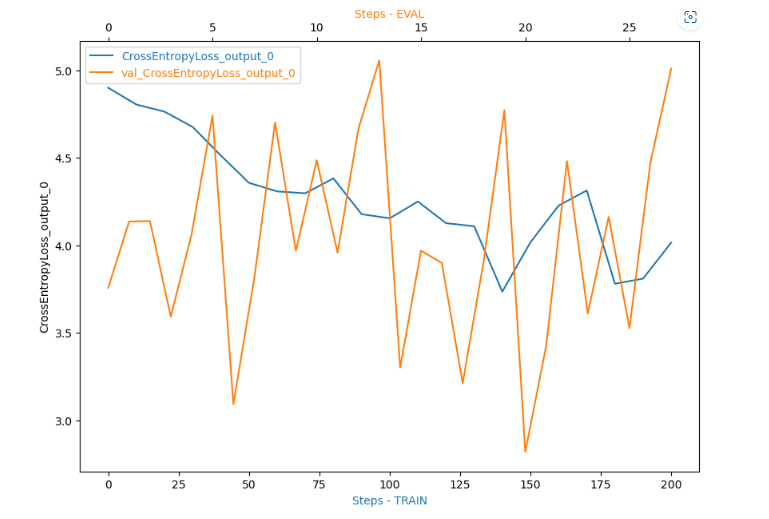 Steps - EVAL
0 5 10 15 20 25
CrossEntropyLoss_output_0
val_CrossEntropyLoss_output_0
5.0
4.5
4.0
3.5
3.0
CrossEntropyLoss_output_0
0 25 50 75 100 125 150 175 200
Steps - TRAIN